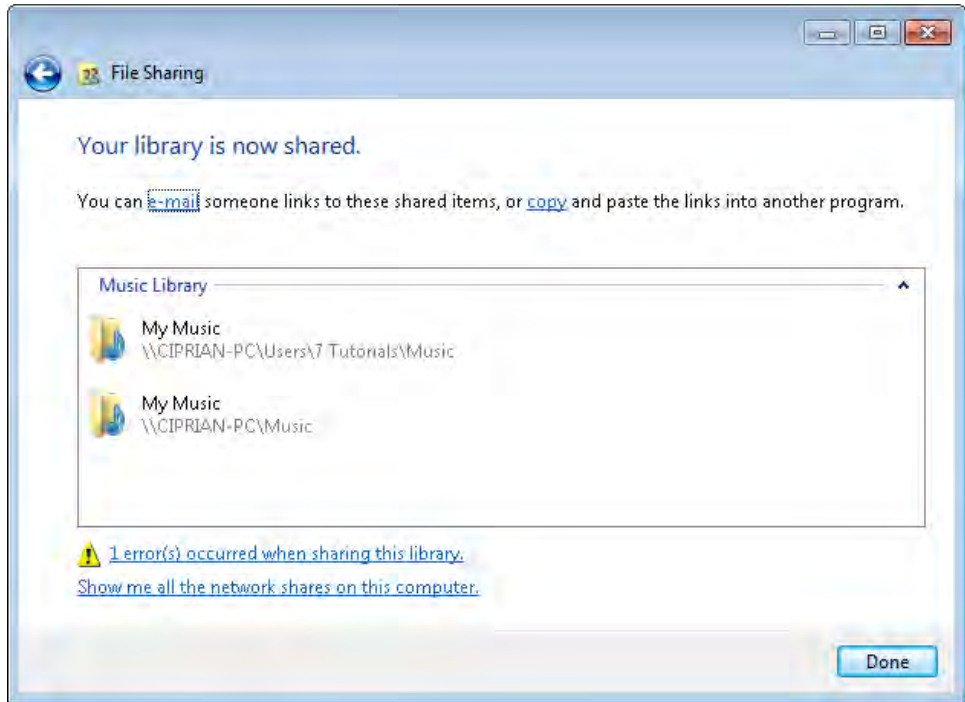 File Sharing
Your library is now shared.
You can e-mail someone links to these shared items, or copy and paste the links into another program.
Music Library
My Music
\\CIPRIAN-PC\Users\7 Tutorials\Music
My Music
\\CIPRIAN-PC\Music
1 error(s) occurred when sharing this library.
Show me all the network shares on this computer.
Done